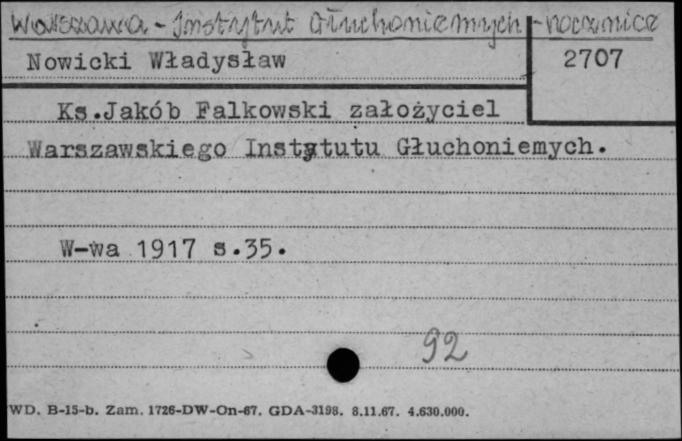 Warszawa - Instytut Głuchoniemych - rocznice
Nowicki Władysław 2707
Ks.Jakób Falkowski założyciel
Warszawskiego Instytutu Głuchoniemych.
W-wa 1917 s.35.
92
WD. B-15-b. Zam. 1726-DW-On-67. GDA-3198. 8.11.67. 4.630.000.